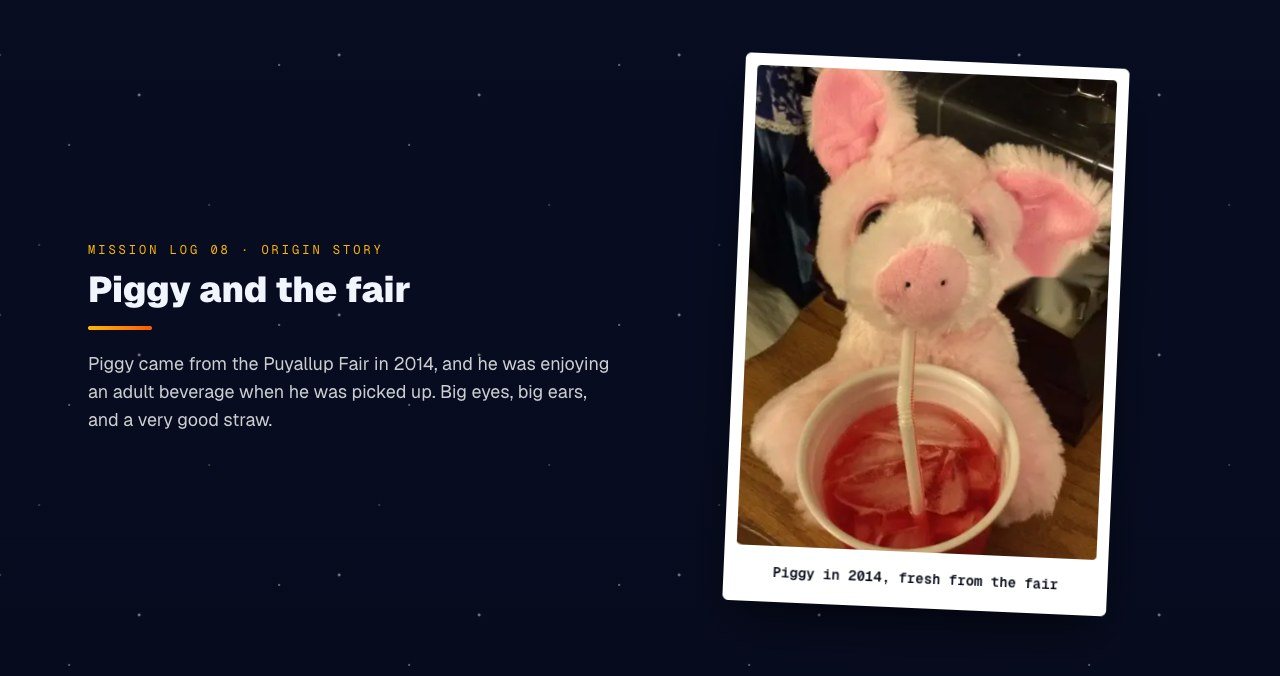 MISSION LOG 08 · ORIGIN STORY
Piggy and the fair
Piggy came from the Puyallup Fair in 2014, and he was enjoying
an adult beverage when he was picked up. Big eyes, big ears,
and a very good straw.
Piggy in 2014, fresh from the fair